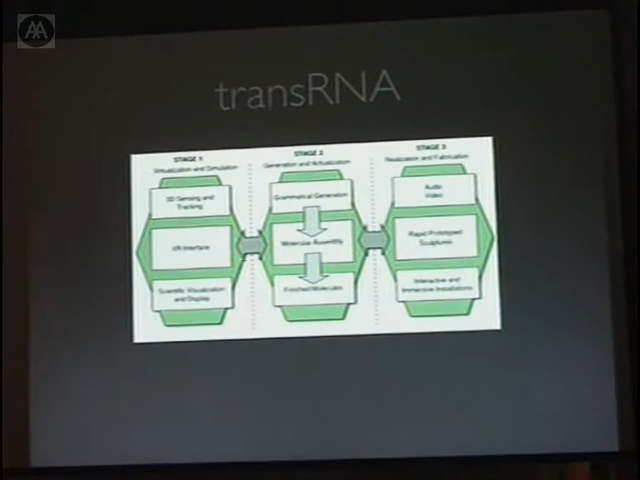 AA
transRNA
STAGE 1
Virtualization and Simulation
3D Sensing and
Tracking
VR Interface
Scientific Visualization
and Display
STAGE 2
Generation and Actualization
Grammatical Generation
Molecular Assembly
Finished Molecules
STAGE 3
Realization and Fabrication
Audio
Video
Rapid Prototyped
Sculptures
Interactive and
Immersive Installations